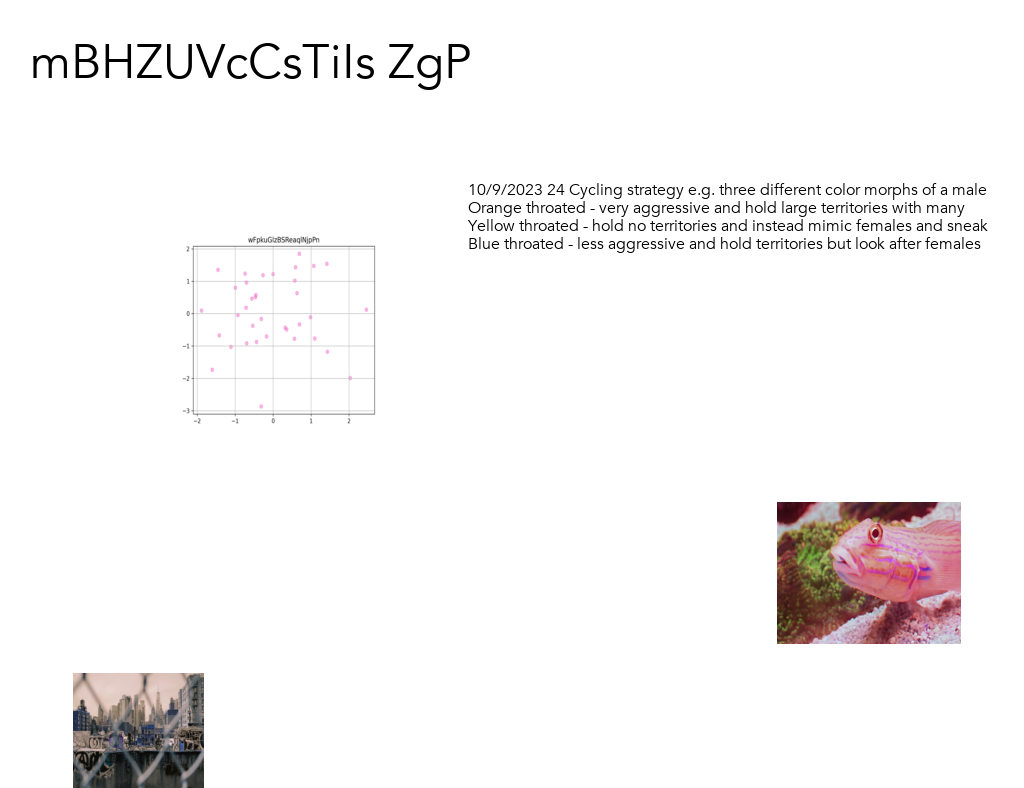 mBHZUVcCsTiIs ZgP
10/9/2023 24 Cycling strategy e.g. three different color morphs of a male
Orange throated - very aggressive and hold large territories with many
Yellow throated - hold no territories and instead mimic females and sneak
Blue throated - less aggressive and hold territories but look after females
2
1
0
−1
−2
−3
−2 −1 0 1 2